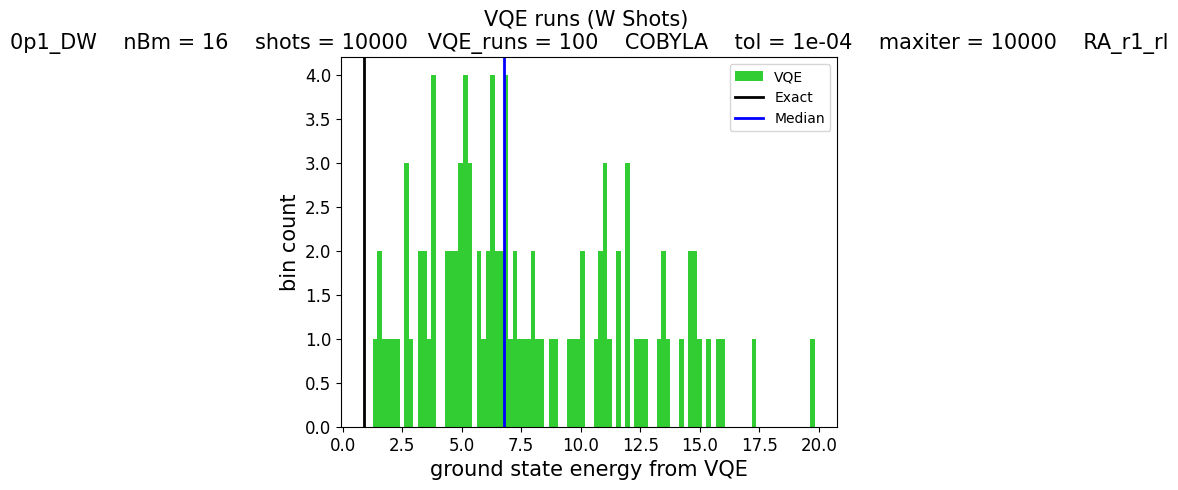 VQE runs (W Shots)
0p1_DW    nBm = 16    shots = 10000   VQE_runs = 100    COBYLA    tol = 1e-04    maxiter = 10000    RA_r1_rl
4.0
3.5
3.0
2.5
2.0
1.5
1.0
0.5
0.0
bin count
VQE
Exact
Median
0.0 2.5 5.0 7.5 10.0 12.5 15.0 17.5 20.0
ground state energy from VQE